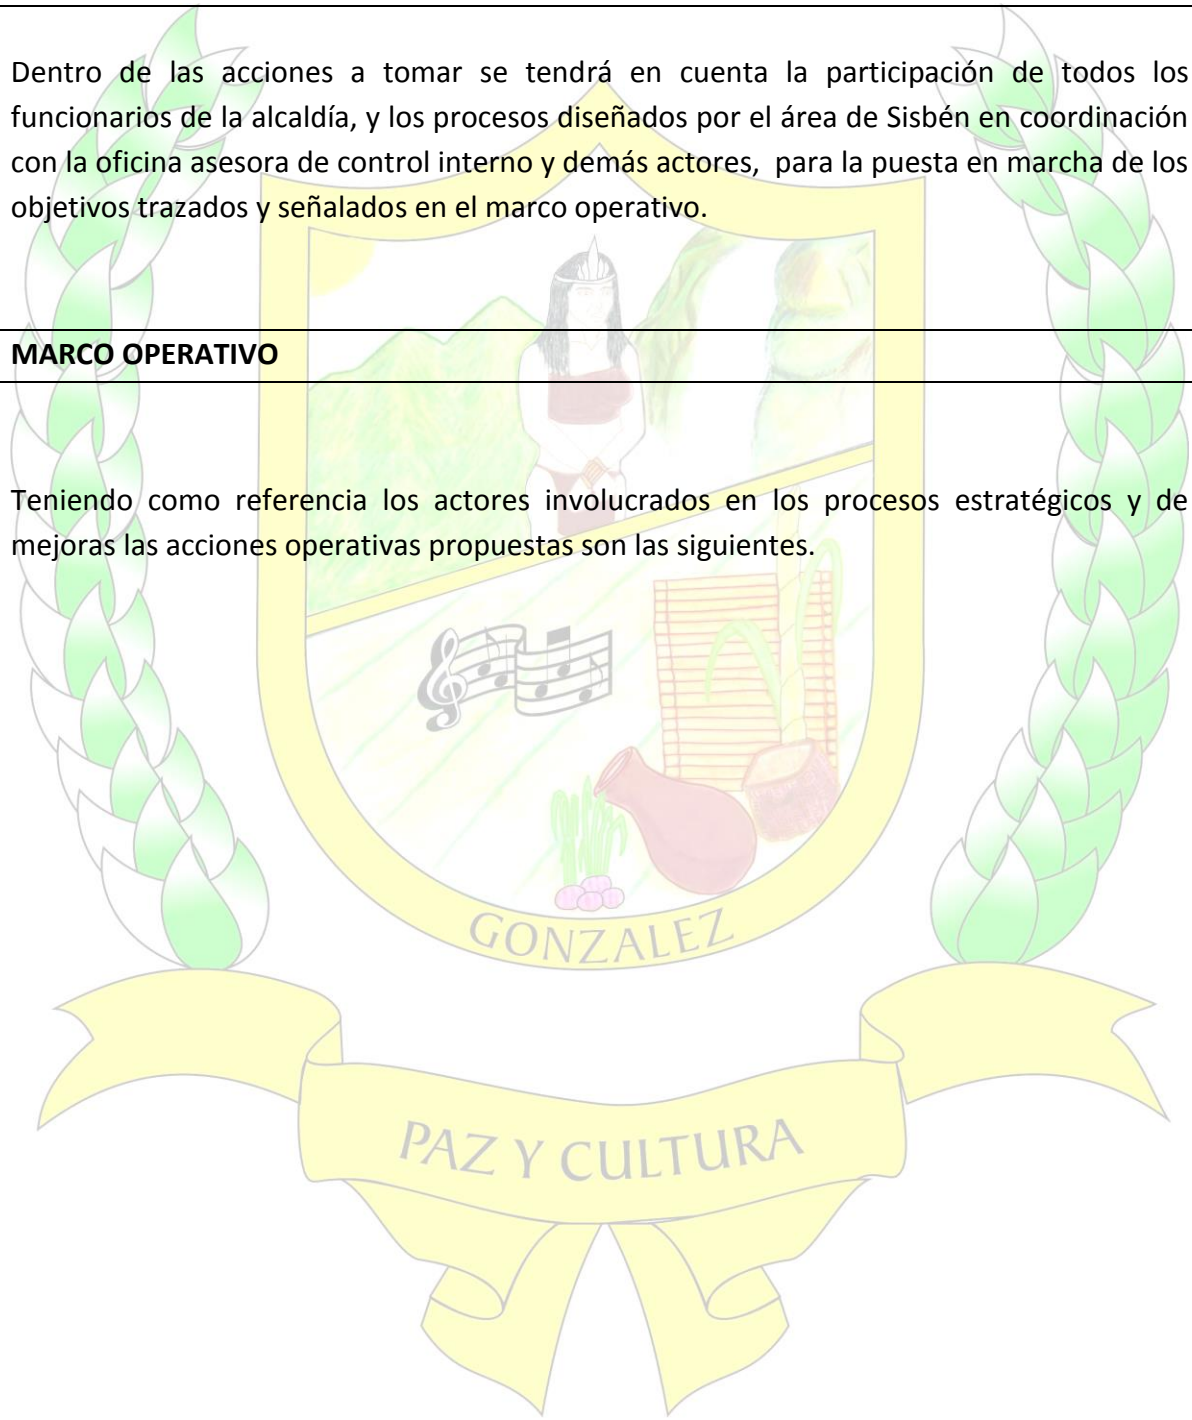 Dentro de las acciones a tomar se tendrá en cuenta la participación de todos los
funcionarios de la alcaldía, y los procesos diseñados por el área de Sisbén en coordinación
con la oficina asesora de control interno y demás actores, para la puesta en marcha de los
objetivos trazados y señalados en el marco operativo.
MARCO OPERATIVO
Teniendo como referencia los actores involucrados en los procesos estratégicos y de
mejoras las acciones operativas propuestas son las siguientes.
GONZALEZ
PAZ Y CULTURA